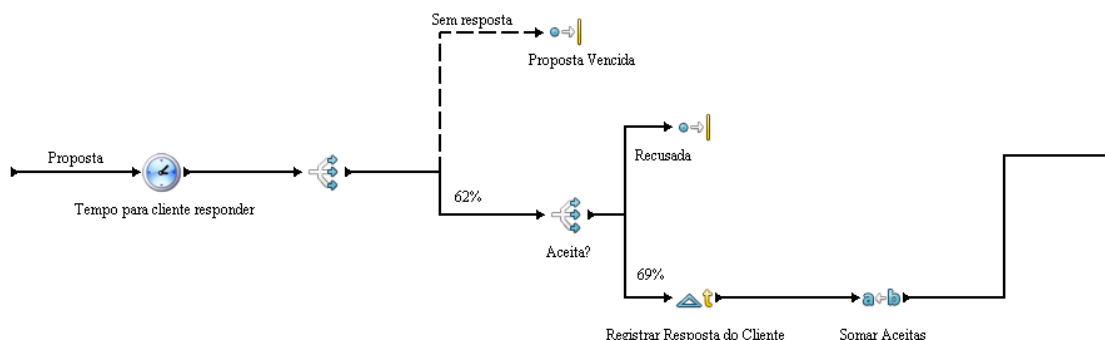 Sem resposta
Proposta Vencida
Proposta
Recusada
Tempo para cliente responder
62%
Aceita?
69%
t
a b
Registrar Resposta do Cliente
Somar Aceitas